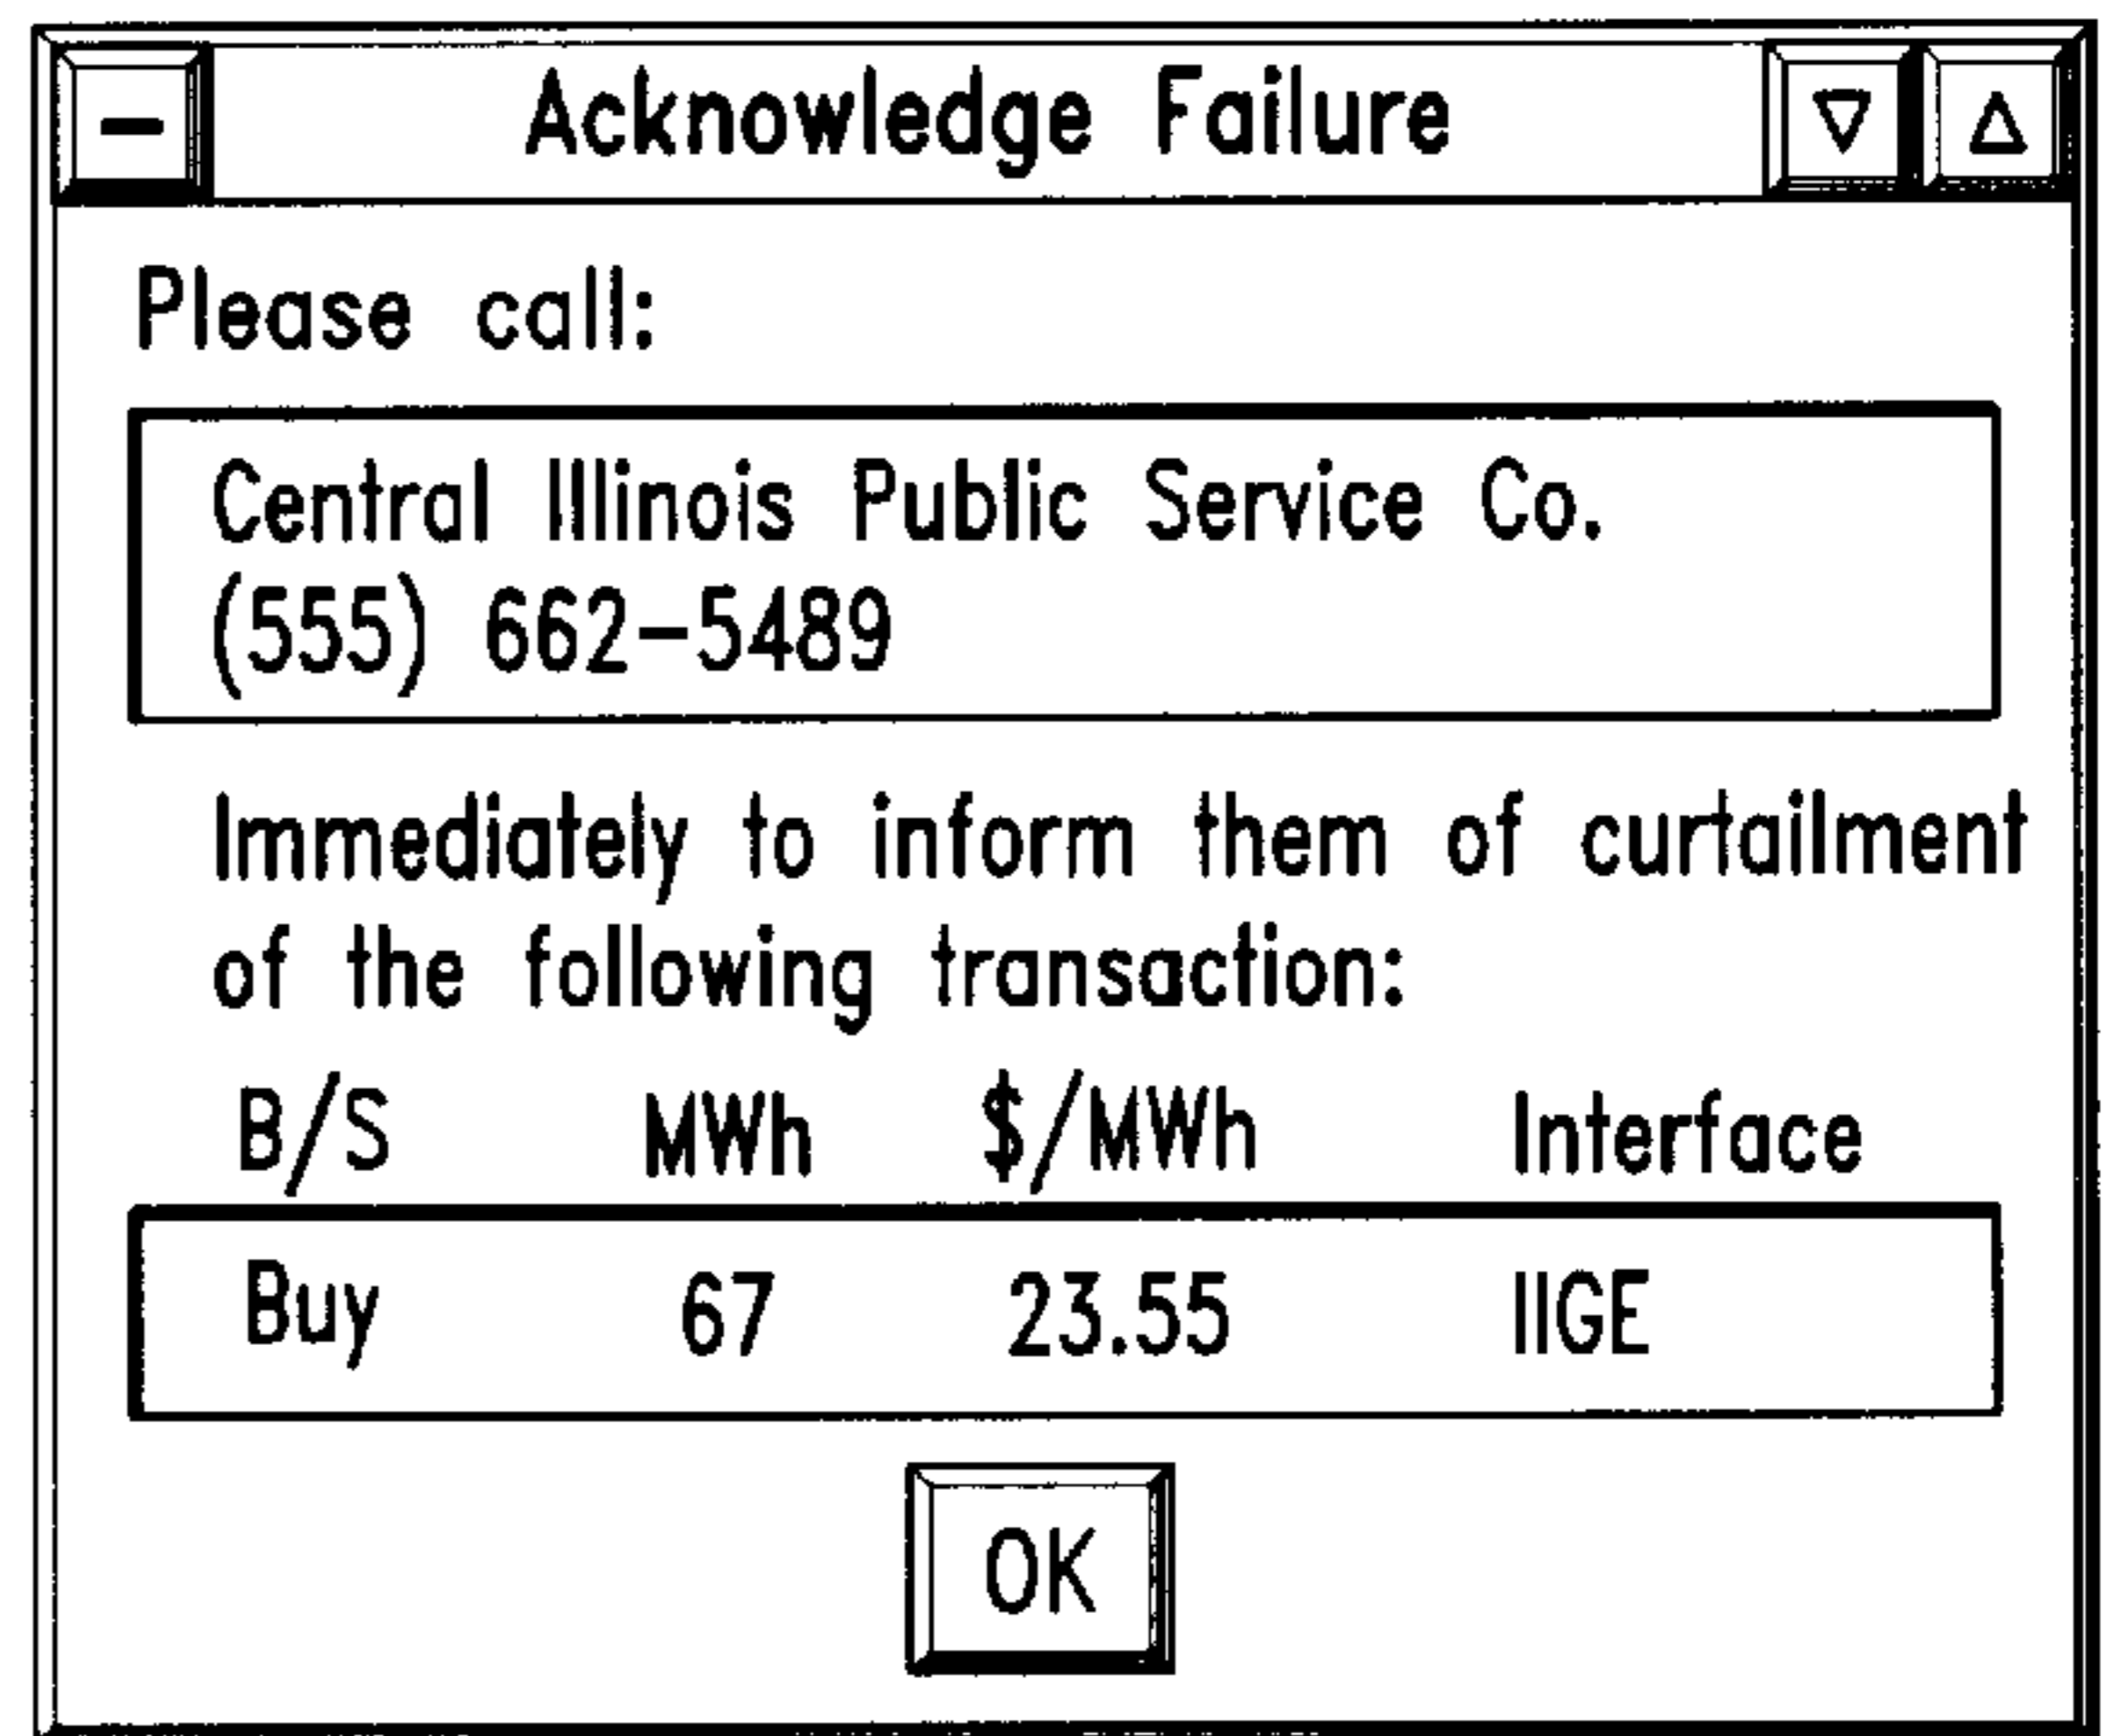 Acknowledge Failure
Please call:
Central Illinois Public Service Co.
(555) 662-5489
Immediately to inform them of curtailment
of the following transaction:
B/S MWh $/MWh Interface
Buy 67 23.55 IIGE
OK